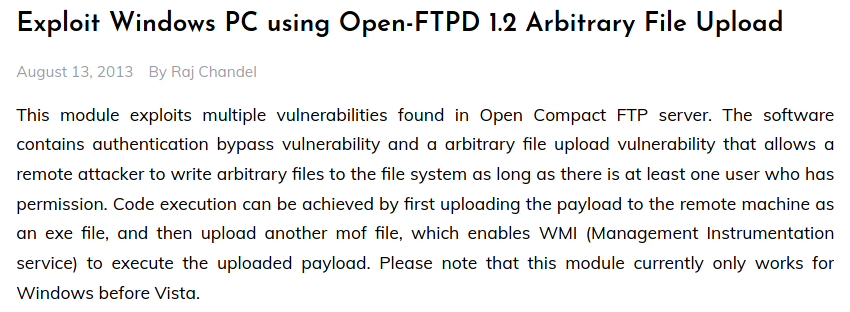 Exploit Windows PC using Open-FTPD 1.2 Arbitrary File Upload
August 13, 2013 By Raj Chandel
This module exploits multiple vulnerabilities found in Open Compact FTP server. The software
contains authentication bypass vulnerability and a arbitrary file upload vulnerability that allows a
remote attacker to write arbitrary files to the file system as long as there is at least one user who has
permission. Code execution can be achieved by first uploading the payload to the remote machine as
an exe file, and then upload another mof file, which enables WMI (Management Instrumentation
service) to execute the uploaded payload. Please note that this module currently only works for
Windows before Vista.